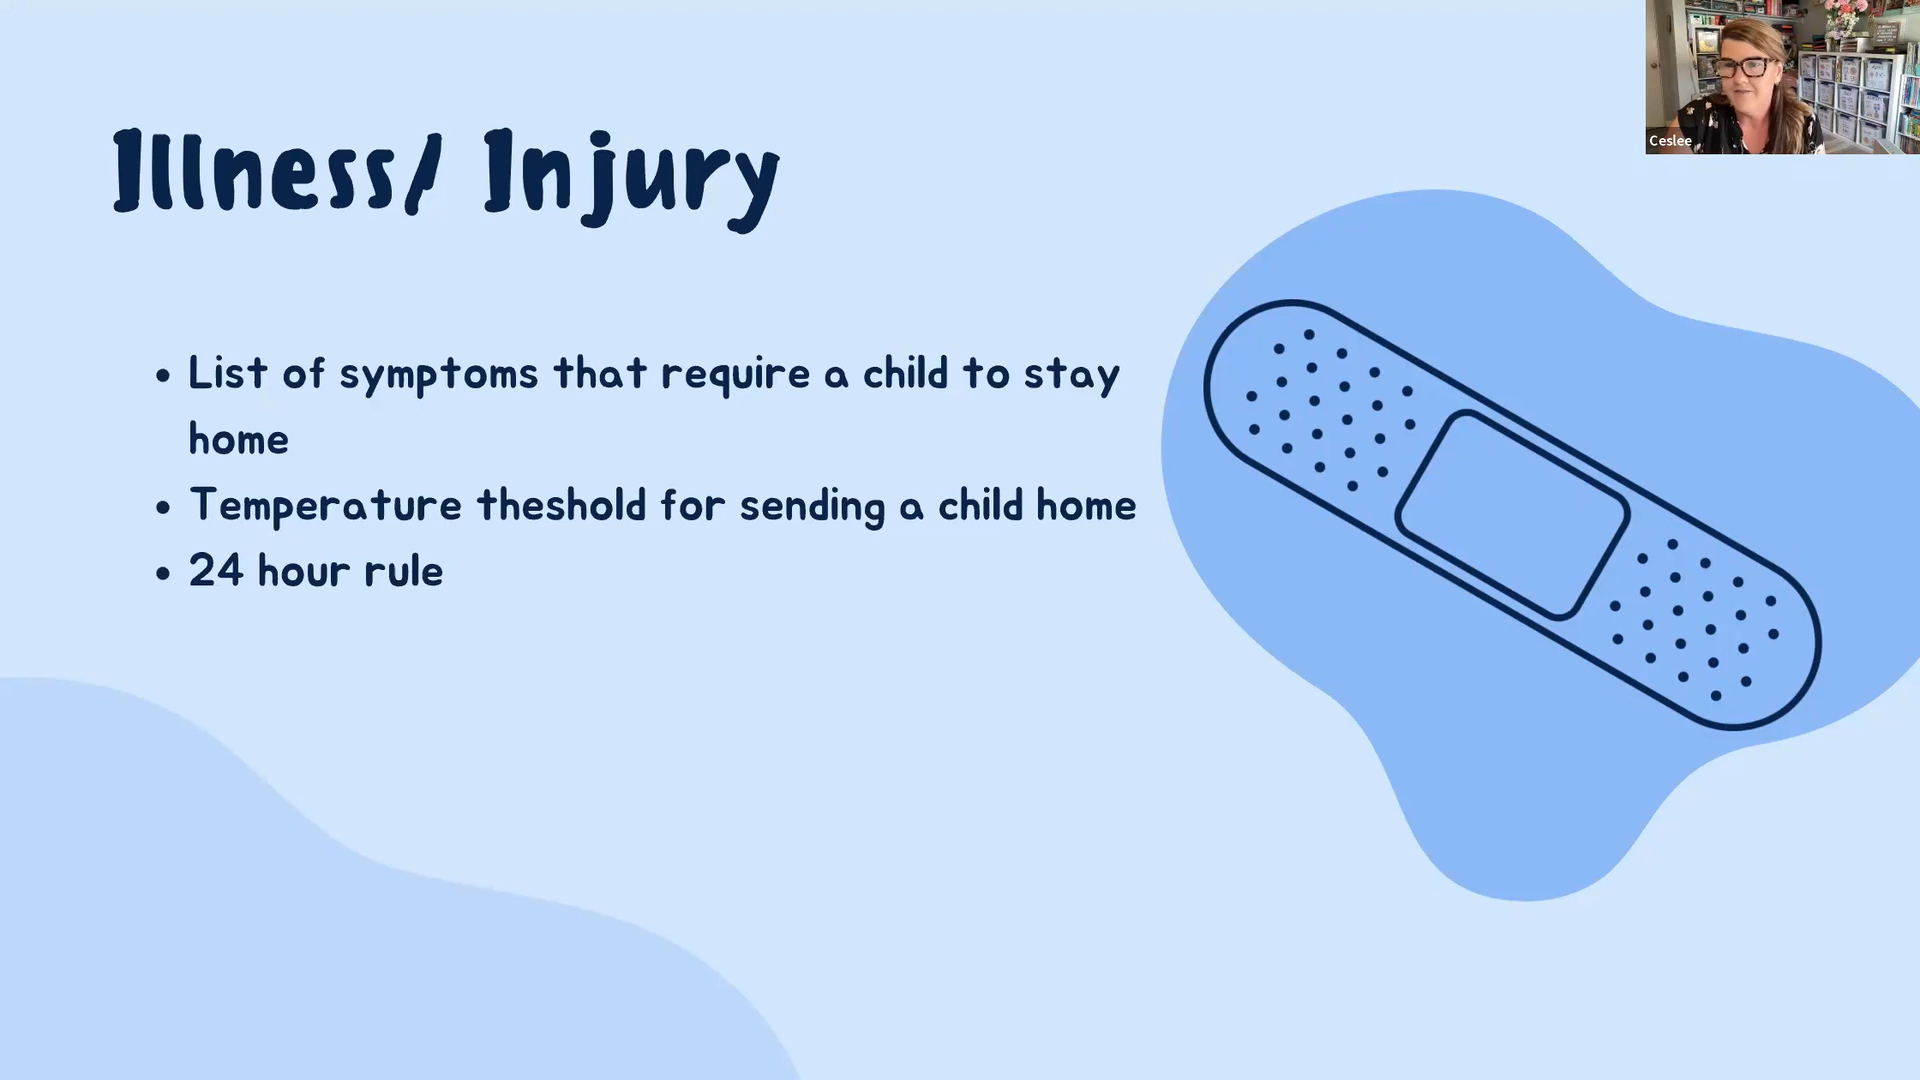 Ceslee
Illness/ Injury
• List of symptoms that require a child to stay
home
• Temperature theshold for sending a child home
• 24 hour rule